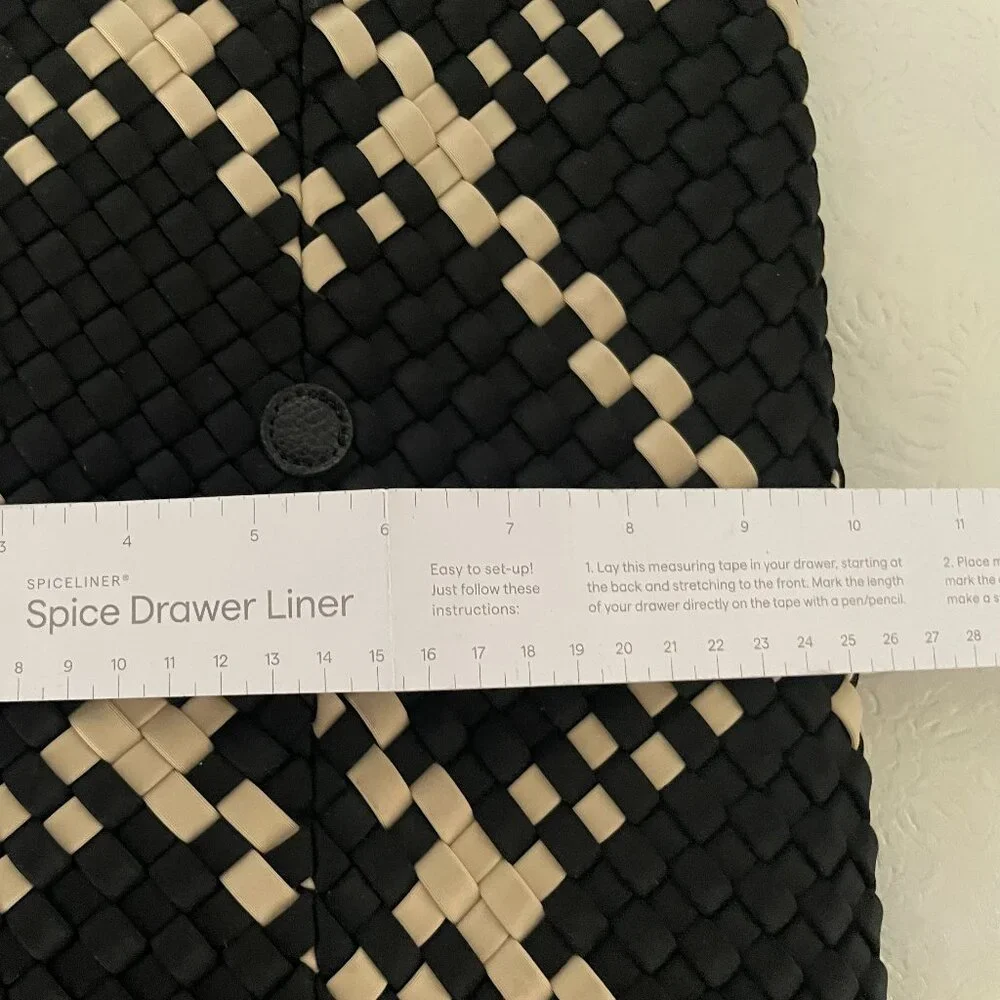 3 4 5 6 7 8 9 10 11
SPICELINER®
Spice Drawer Liner
Easy to set-up!
Just follow these
instructions:
1. Lay this measuring tape in your drawer, starting at
the back and stretching to the front. Mark the length
of your drawer directly on the tape with a pen/pencil.
2. Place
mark the
make a
8 9 10 11 12 13 14 15 16 17 18 19 20 21 22 23 24 25 26 27 28